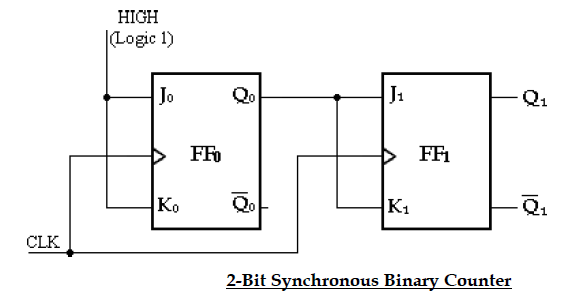 HIGH
(Logic 1)
J0 Q0 J1 Q1
FF0 FF1
K0 Q̅0 K1 Q̅1
CLK
2-Bit Synchronous Binary Counter